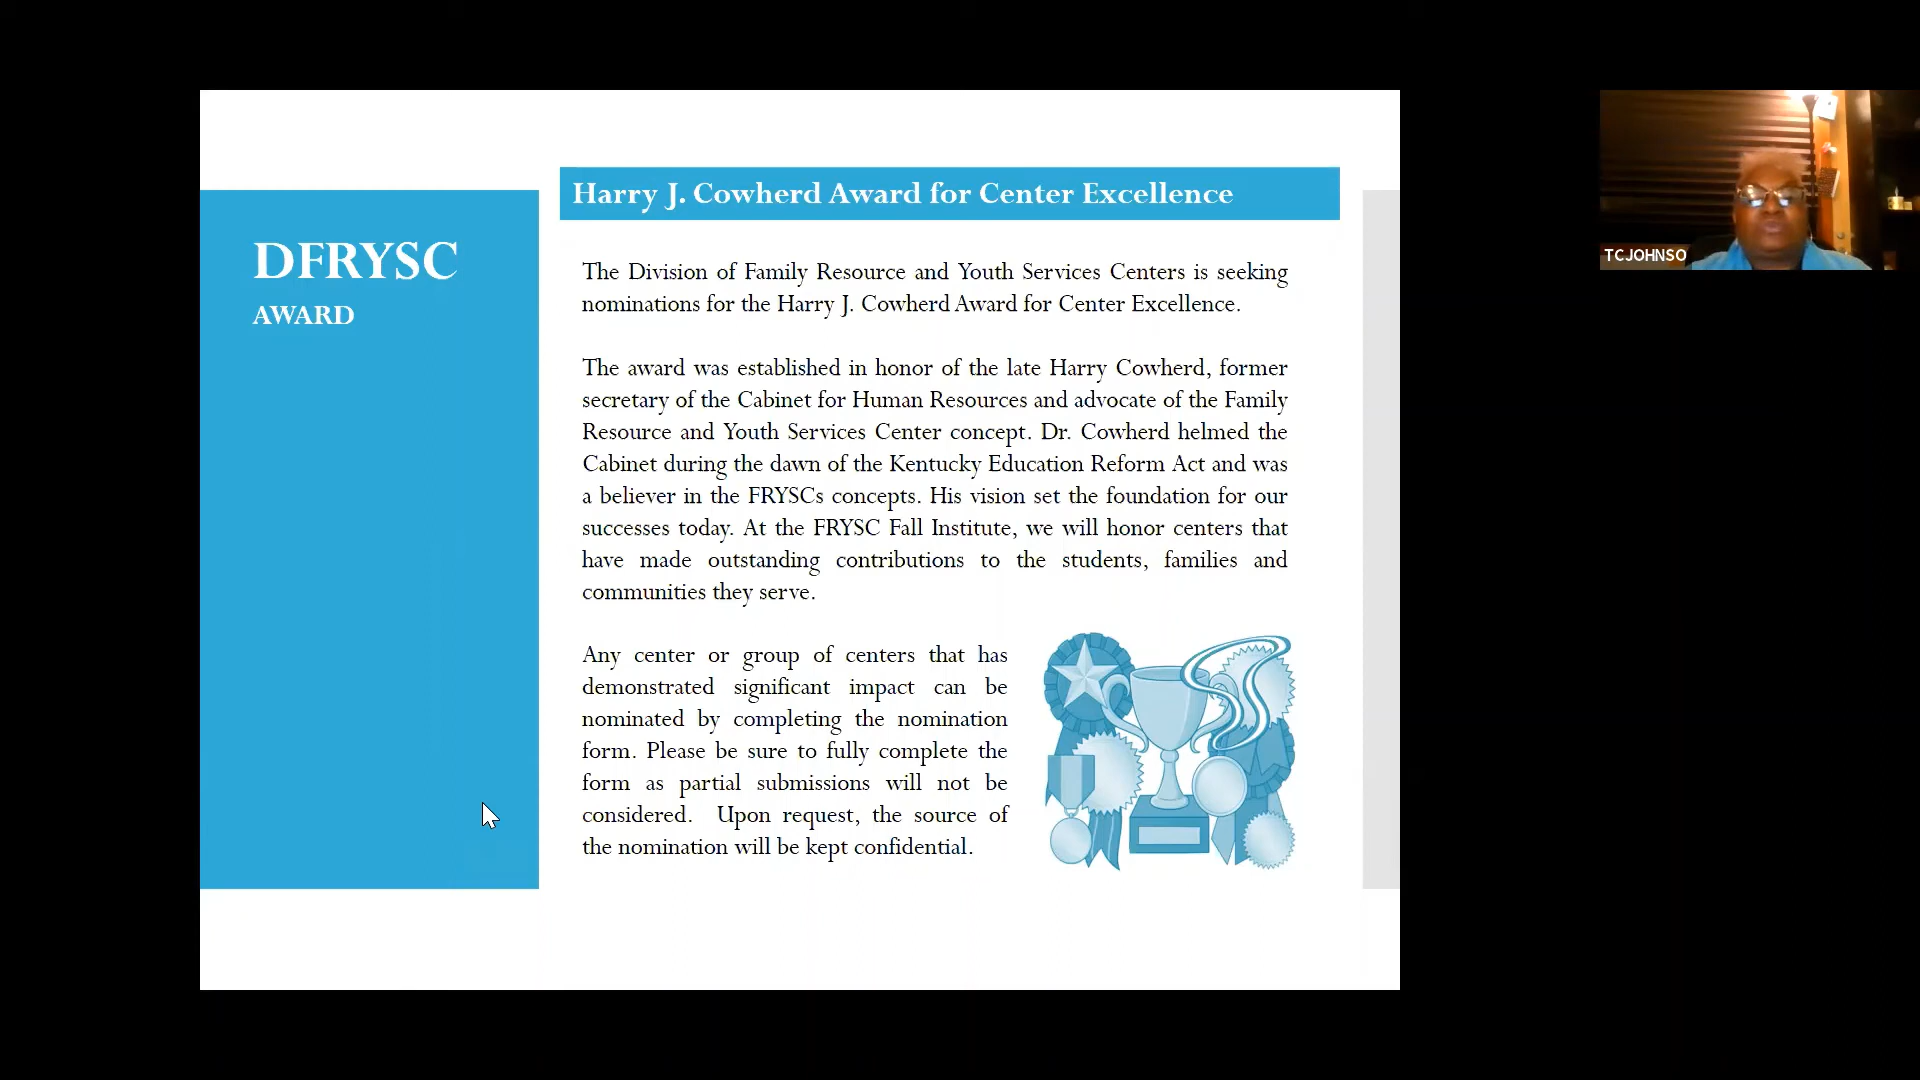 Harry J. Cowherd Award for Center Excellence
DFRYSC
AWARD
The Division of Family Resource and Youth Services Centers is seeking
nominations for the Harry J. Cowherd Award for Center Excellence.
The award was established in honor of the late Harry Cowherd, former
secretary of the Cabinet for Human Resources and advocate of the Family
Resource and Youth Services Center concept. Dr. Cowherd helmed the
Cabinet during the dawn of the Kentucky Education Reform Act and was
a believer in the FRYSCs concepts. His vision set the foundation for our
successes today. At the FRYSC Fall Institute, we will honor centers that
have made outstanding contributions to the students, families and
communities they serve.
Any center or group of centers that has
demonstrated significant impact can be
nominated by completing the nomination
form. Please be sure to fully complete the
form as partial submissions will not be
considered. Upon request, the source of
the nomination will be kept confidential.
TCJOHNSO